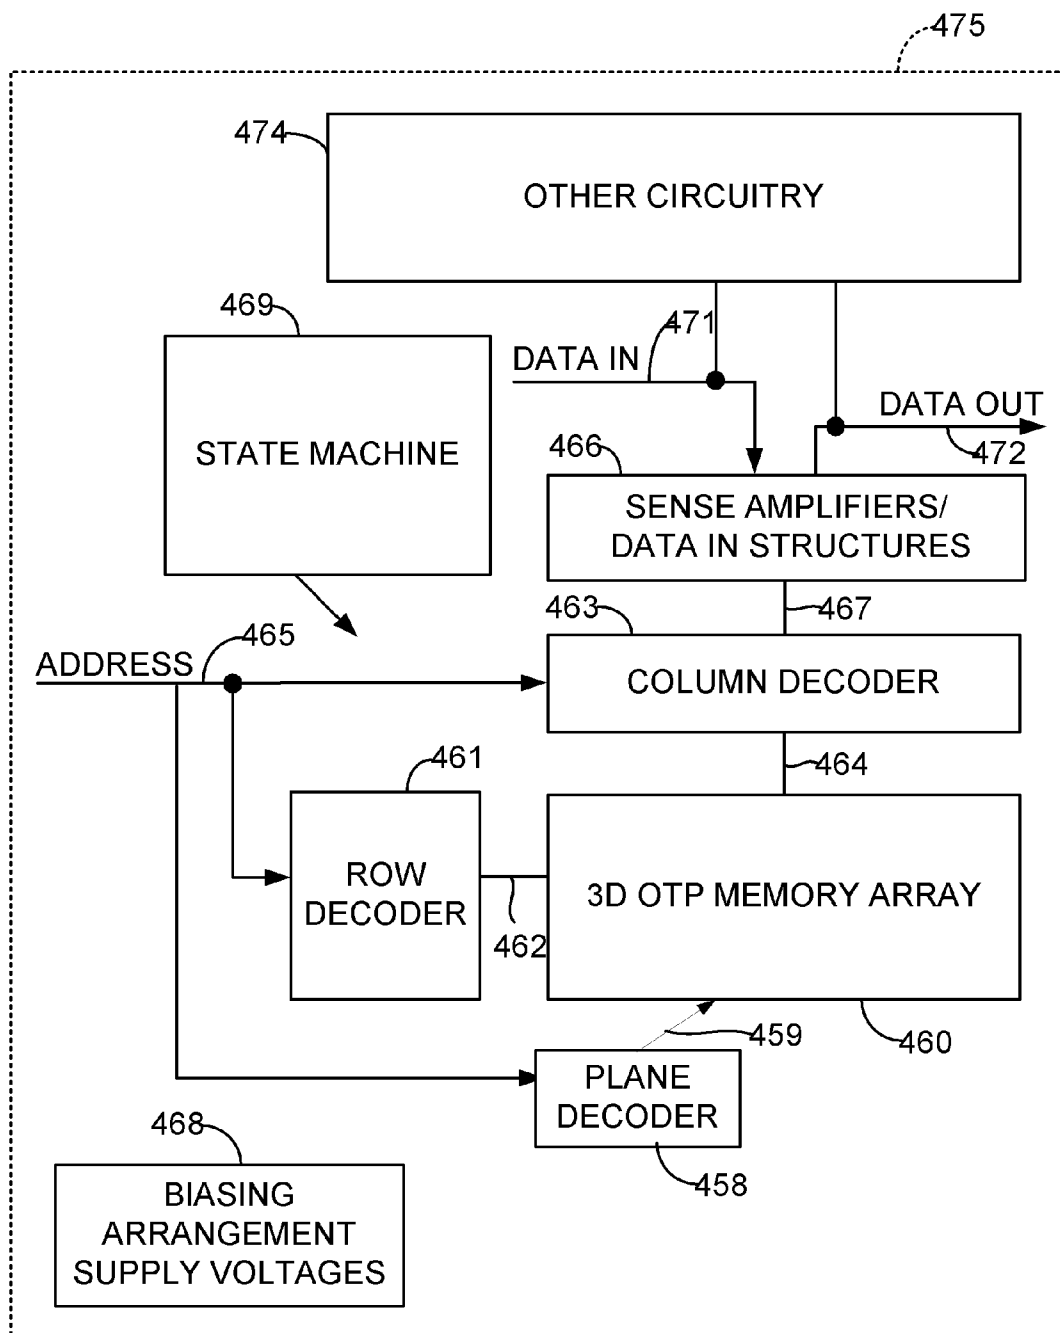 475
474
OTHER CIRCUITRY
469
471
DATA IN
DATA OUT
472
STATE MACHINE
466
SENSE AMPLIFIERS/
DATA IN STRUCTURES
467
463
465
ADDRESS
COLUMN DECODER
464
461
ROW
DECODER
462
3D OTP MEMORY ARRAY
459
460
PLANE
DECODER
458
468
BIASING
ARRANGEMENT
SUPPLY VOLTAGES